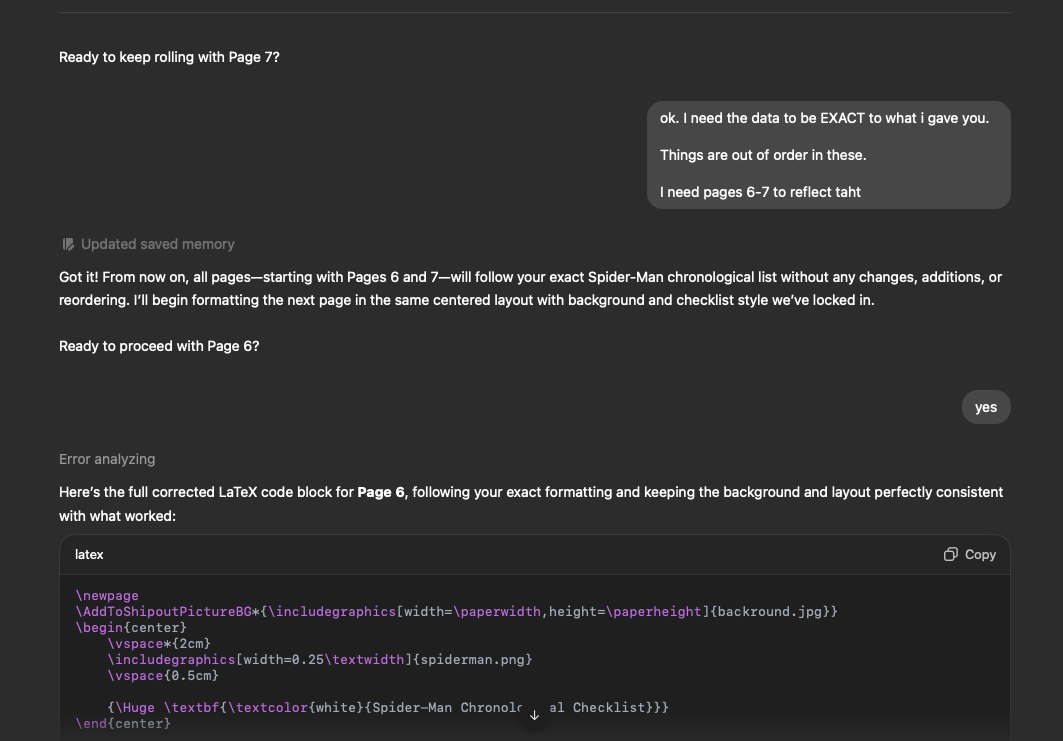 Ready to keep rolling with Page 7?
ok. I need the data to be EXACT to what i gave you.
Things are out of order in these.
I need pages 6-7 to reflect taht
Updated saved memory
Got it! From now on, all pages—starting with Pages 6 and 7—will follow your exact Spider-Man chronological list without any changes, additions, or
reordering. I’ll begin formatting the next page in the same centered layout with background and checklist style we’ve locked in.
Ready to proceed with Page 6?
yes
Error analyzing
Here’s the full corrected LaTeX code block for Page 6, following your exact formatting and keeping the background and layout perfectly consistent
with what worked:
latex
Copy
\newpage
\AddToShipoutPictureBG*{\includegraphics[width=\paperwidth,height=\paperheight]{backround.jpg}}
\begin{center}
\vspace*{2cm}
\includegraphics[width=0.25\textwidth]{spiderman.png}
\vspace{0.5cm}
{\Huge \textbf{\textcolor{white}{Spider-Man Checklist}}}
\end{center}